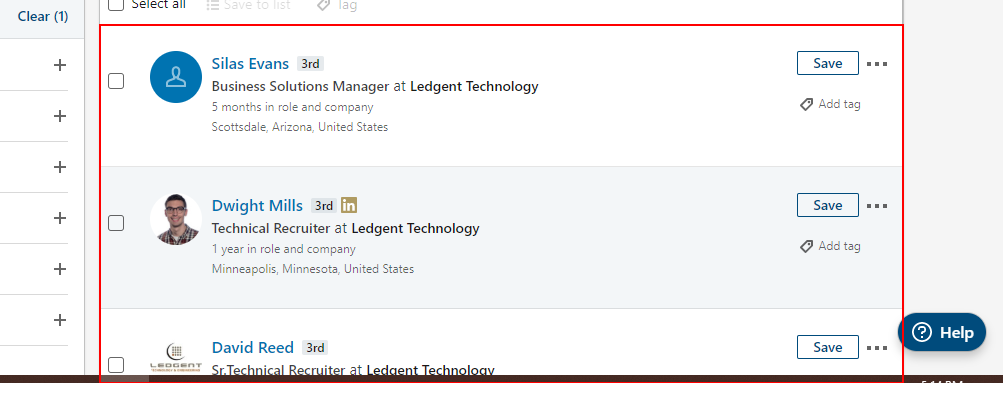 Clear (1)
Select all Save to list Tag
Silas Evans 3rd Save
Business Solutions Manager at Ledgent Technology
5 months in role and company Add tag
Scottsdale, Arizona, United States
Dwight Mills 3rd in Save
Technical Recruiter at Ledgent Technology
1 year in role and company Add tag
Minneapolis, Minnesota, United States
Help
LEDGENT David Reed 3rd Save
Sr.Technical Recruiter at Ledgent Technology